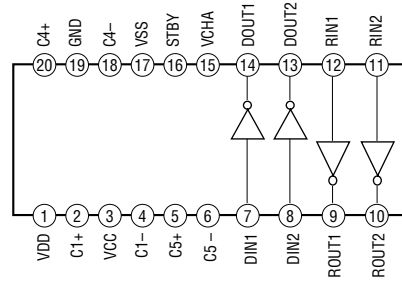 C4+ GND C4- VSS STBY VCHA DOUT1 DOUT2 RIN1 RIN2
20 19 18 17 16 15 14 13 12 11
1 2 3 4 5 6 7 8 9 10
VDD C1+ VCC C1- C5+ C5- DIN1 DIN2 ROUT1 ROUT2